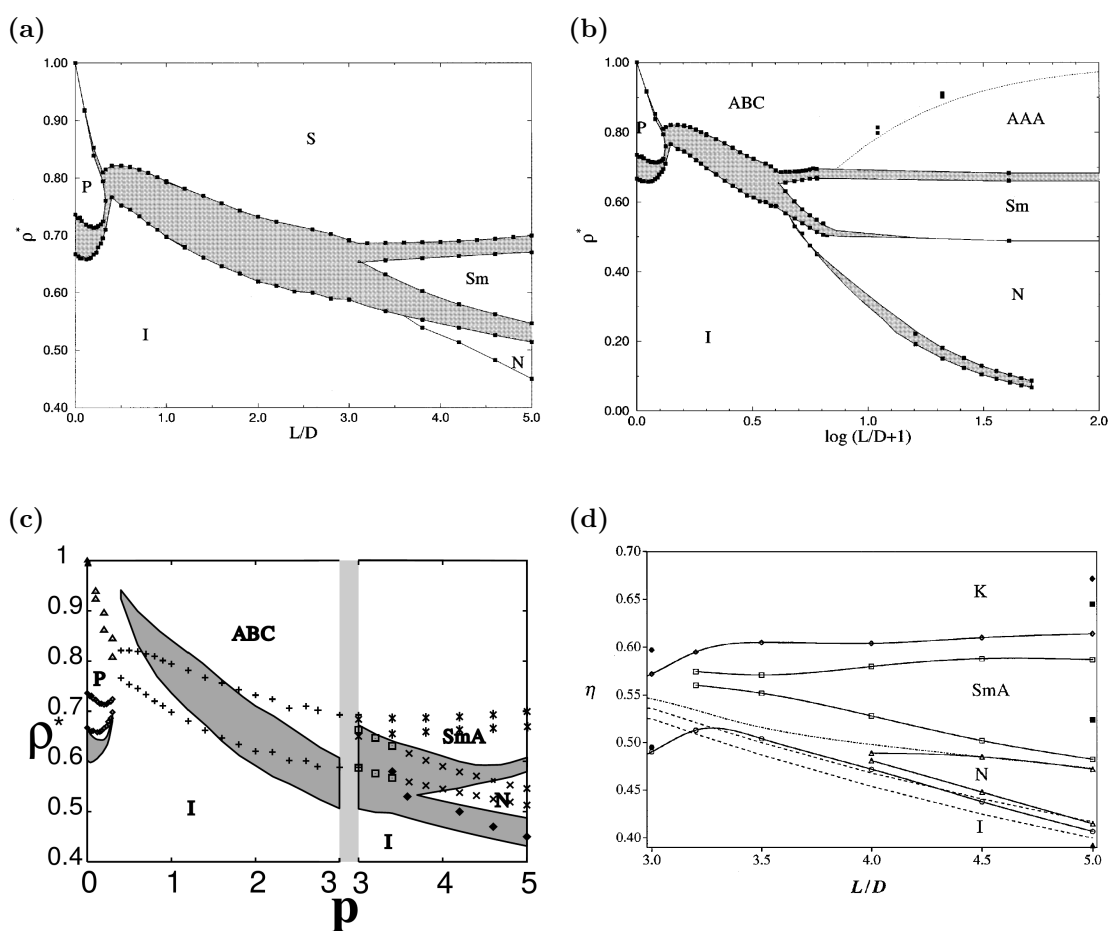 (a)
1.00
0.90
0.80
0.70
0.60
0.50
0.40
ρ*
S
P
Sm
I
N
0.0
1.0
2.0
3.0
4.0
5.0
L/D
(b)
1.00
0.80
0.60
0.40
0.20
0.00
ρ*
ABC
AAA
P
Sm
N
I
0.0
0.5
1.0
1.5
2.0
log (L/D+1)
(c)
1
0.9
0.8
0.7
0.6
0.5
0.4
ρ*
ABC
P
SmA
N
I
I
0
1
2
3
3
4
5
p
(d)
0.70
0.65
0.60
0.55
0.50
0.45
0.40
η
K
SmA
N
I
3.0
3.5
4.0
4.5
5.0
L/D